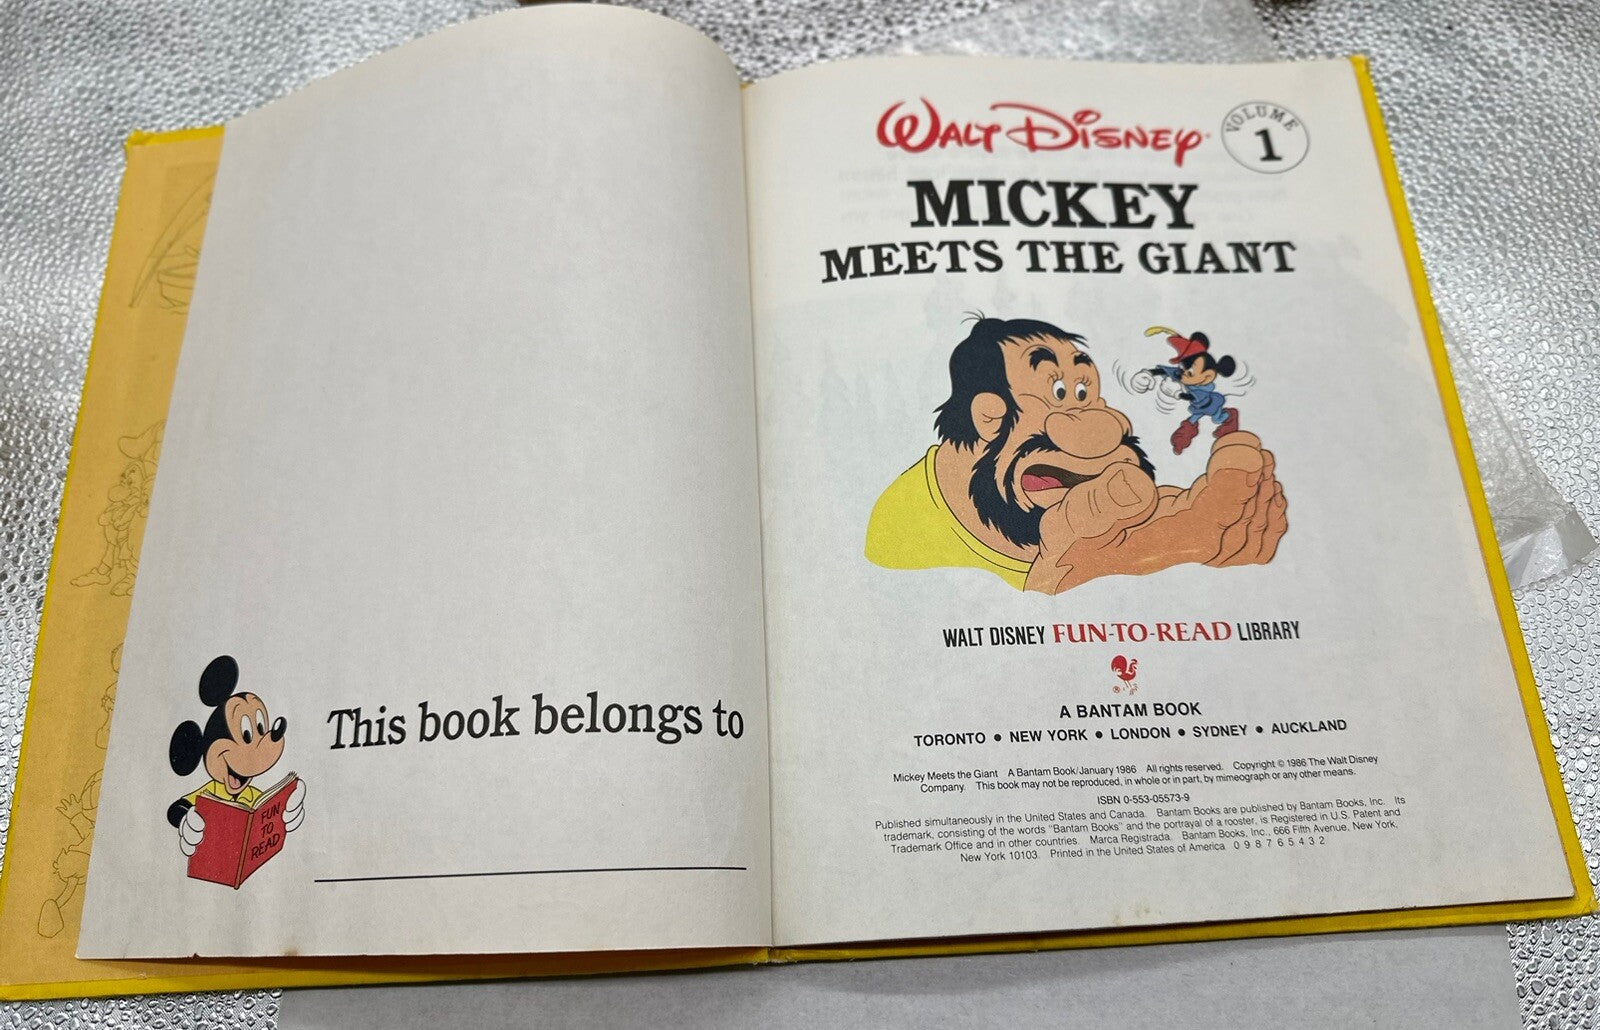 This book belongs to
FUN
TO
READ
WALT DISNEY
VOLUME
1
MICKEY
MEETS THE GIANT
WALT DISNEY FUN-TO-READ LIBRARY
®
A BANTAM BOOK
TORONTO • NEW YORK • LONDON • SYDNEY • AUCKLAND
Mickey Meets the Giant A Bantam Book/January 1986 All rights reserved. Copyright © 1986 The Walt Disney
Company. This book may not be reproduced, in whole or in part, by mimeograph or any other means.
ISBN 0-553-05573-9
Published simultaneously in the United States and Canada. Bantam Books are published by Bantam Books, Inc. Its
trademark, consisting of the words "Bantam Books" and the portrayal of a rooster, is Registered in U.S. Patent and
Trademark Office and in other countries. Marca Registrada. Bantam Books, Inc., 666 Fifth Avenue, New York,
New York 10103. Printed in the United States of America 0 9 8 7 6 5 4 3 2